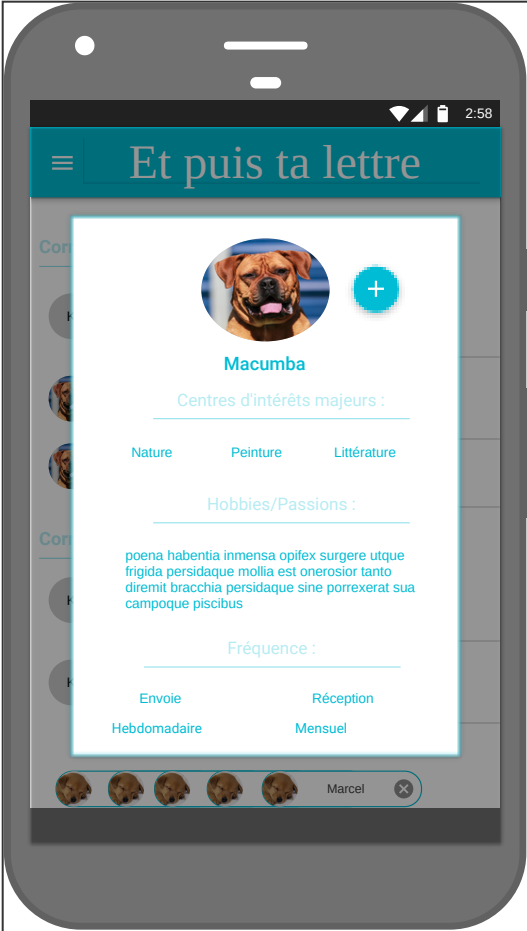 2:58
Et puis ta lettre
Cor
K
Macumba
Centres d'intérêts majeurs :
Nature Peinture Littérature
Hobbies/Passions :
poena habentia inmensa opifex surgere utque
frigida persidaque mollia est onerosior tanto
diremit bracchia persidaque sine porrexerat sua
campoque piscibus
Cor
K
Fréquence :
K
Envoie Réception
Hebdomadaire Mensuel
Marcel